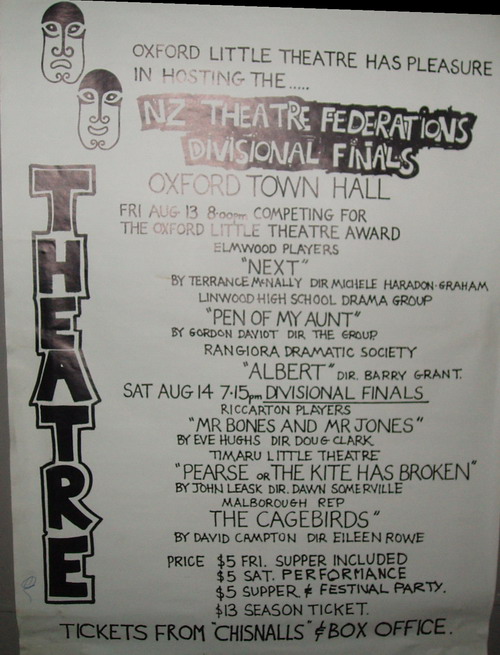 OXFORD LITTLE THEATRE HAS PLEASURE
IN HOSTING THE.....
NZ THEATRE FEDERATIONS
DIVISIONAL FINALS
OXFORD TOWN HALL
FRI AUG 13 8:00pm COMPETING FOR
THE OXFORD LITTLE THEATRE AWARD
ELMWOOD PLAYERS
"NEXT"
BY TERRANCE McNALLY DIR MICHELE HARADON-GRAHAM
LINWOOD HIGH SCHOOL DRAMA GROUP
"PEN OF MY AUNT"
BY GORDON DAVIOT DIR THE GROUP
RANGIORA DRAMATIC SOCIETY
"ALBERT" DIR. BARRY GRANT.
SAT AUG 14 7.15pm DIVISIONAL FINALS
RICCARTON PLAYERS
"MR BONES AND MR JONES"
BY EVE HUGHS DIR DOUG CLARK
TIMARU LITTLE THEATRE
"PEARSE OR THE KITE HAS BROKEN"
BY JOHN LEASK DIR. DAWN SOMERVILLE
MALBOROUGH REP
THE CAGEBIRDS"
BY DAVID CAMPTON DIR EILEEN ROWE
PRICE $5 FRI. SUPPER INCLUDED
$5 SAT. PERFORMANCE
$5 SUPPER & FESTIVAL PARTY.
$13 SEASON TICKET.
TICKETS FROM "CHISNALLS" & BOX OFFICE.
THEATRE